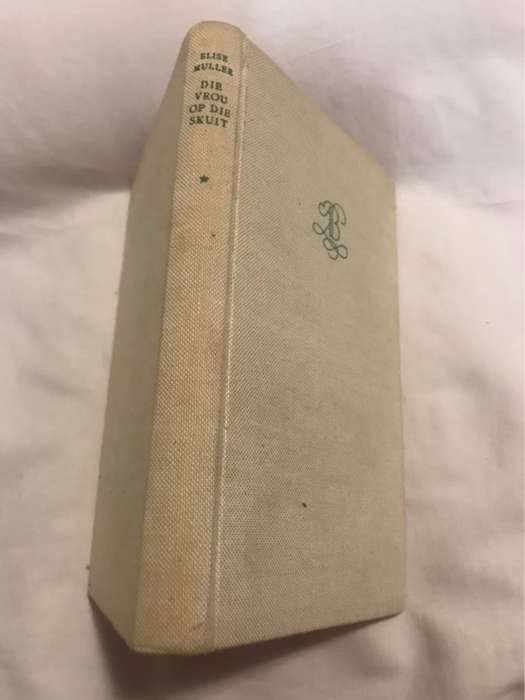 ELISE
MULLER
DIE
VROU
OP DIE
SKUIT